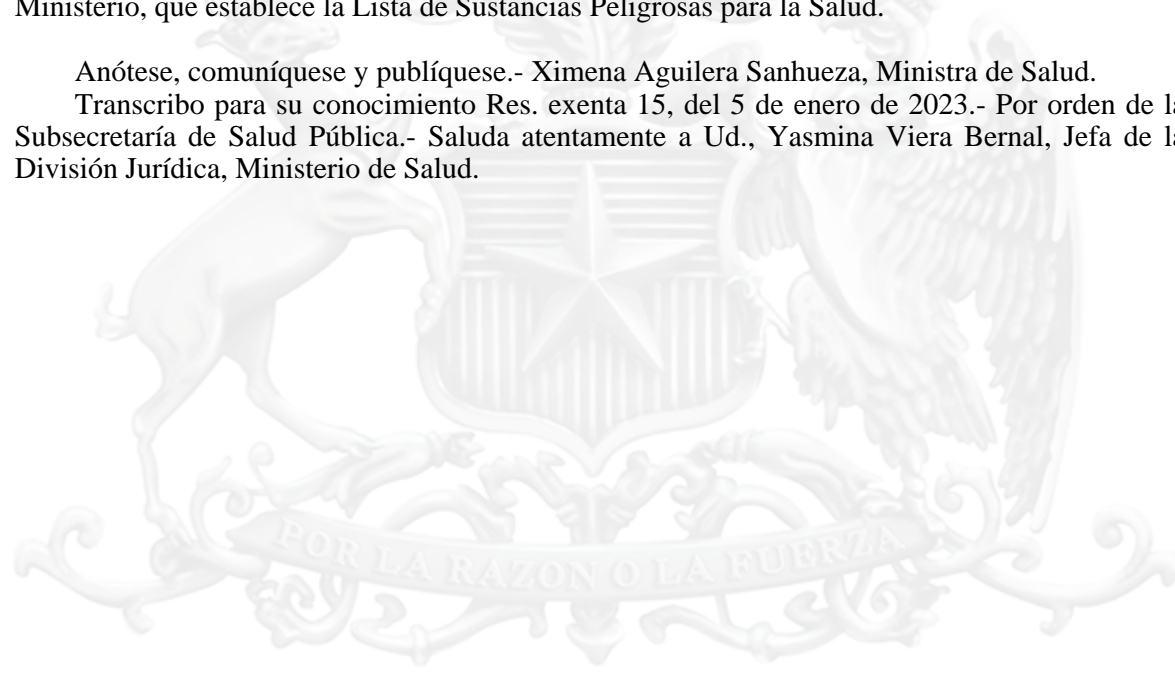 Ministerio, que establece la Lista de Sustancias Peligrosas para la Salud.
Anótese, comuníquese y publíquese.- Ximena Aguilera Sanhueza, Ministra de Salud.
Transcribo para su conocimiento Res. exenta 15, del 5 de enero de 2023.- Por orden de la
Subsecretaría de Salud Pública.- Saluda atentamente a Ud., Yasmina Viera Bernal, Jefa de la
División Jurídica, Ministerio de Salud.
POR LA RAZON O LA FUERZA